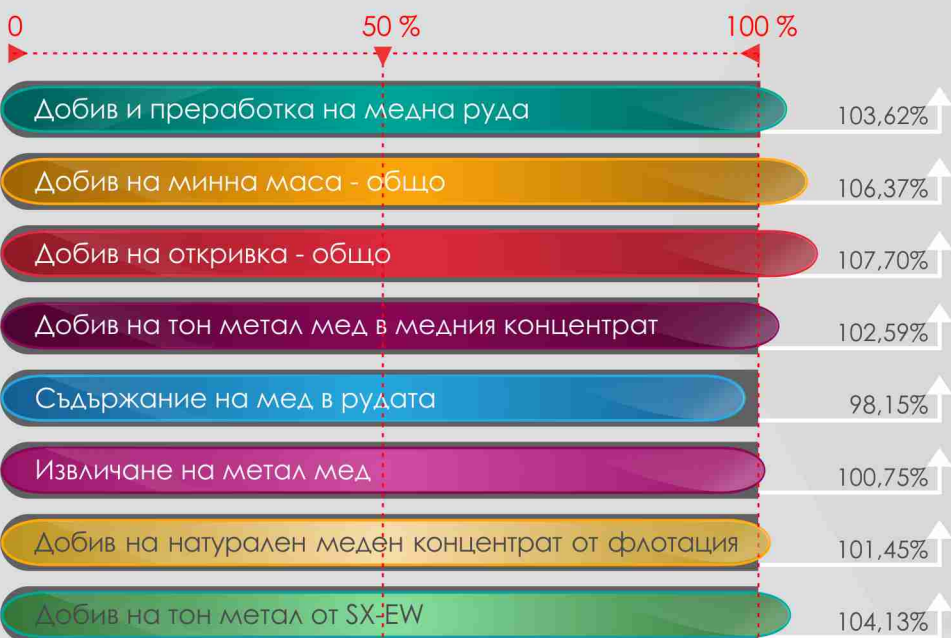 0 50 % 100 %
Добив и преработка на медна руда 103,62%
Добив на минна маса - общо 106,37%
Добив на откривка - общо 107,70%
Добив на тон метал мед в медния концентрат 102,59%
Съдържание на мед в рудата 98,15%
Извличане на метал мед 100,75%
Добив на натурален меден концентрат от флотация 101,45%
Добив на тон метал от SX-EW 104,13%